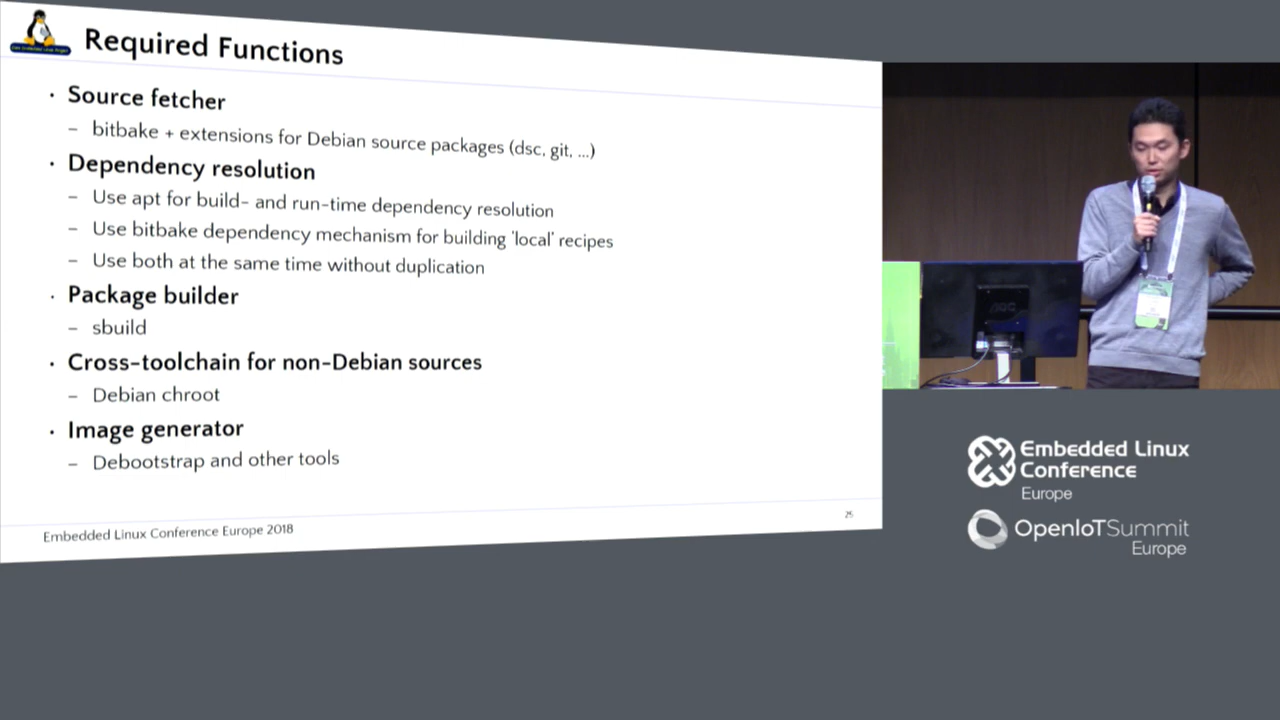 Required Functions
· Source fetcher
– bitbake + extensions for Debian source packages (dsc, git, ...)
· Dependency resolution
– Use apt for build- and run-time dependency resolution
– Use bitbake dependency mechanism for building 'local' recipes
– Use both at the same time without duplication
· Package builder
– sbuild
· Cross-toolchain for non-Debian sources
– Debian chroot
· Image generator
– Debootstrap and other tools
Embedded Linux Conference Europe 2018
25
AOC
Embedded Linux
Conference
Europe
OpenIoTSummit
Europe